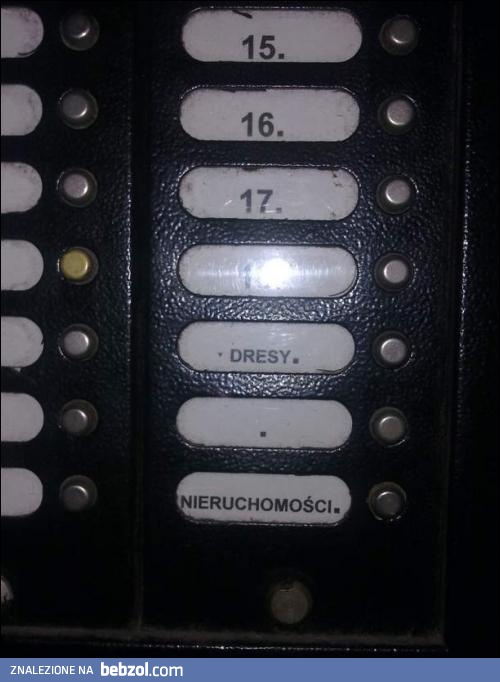 15.
16.
17.
DRESY.
.
NIERUCHOMOŚCI.
ZNALEZIONE NA bebzol.com